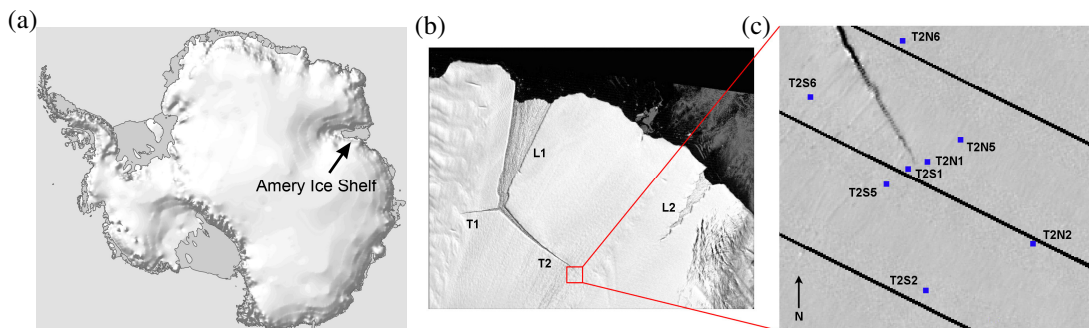 (a)
Amery Ice Shelf
(b)
L1
L2
T1
T2
(c)
T2N6
T2S6
T2N5
T2N1
T2S1
T2S5
T2N2
T2S2
N